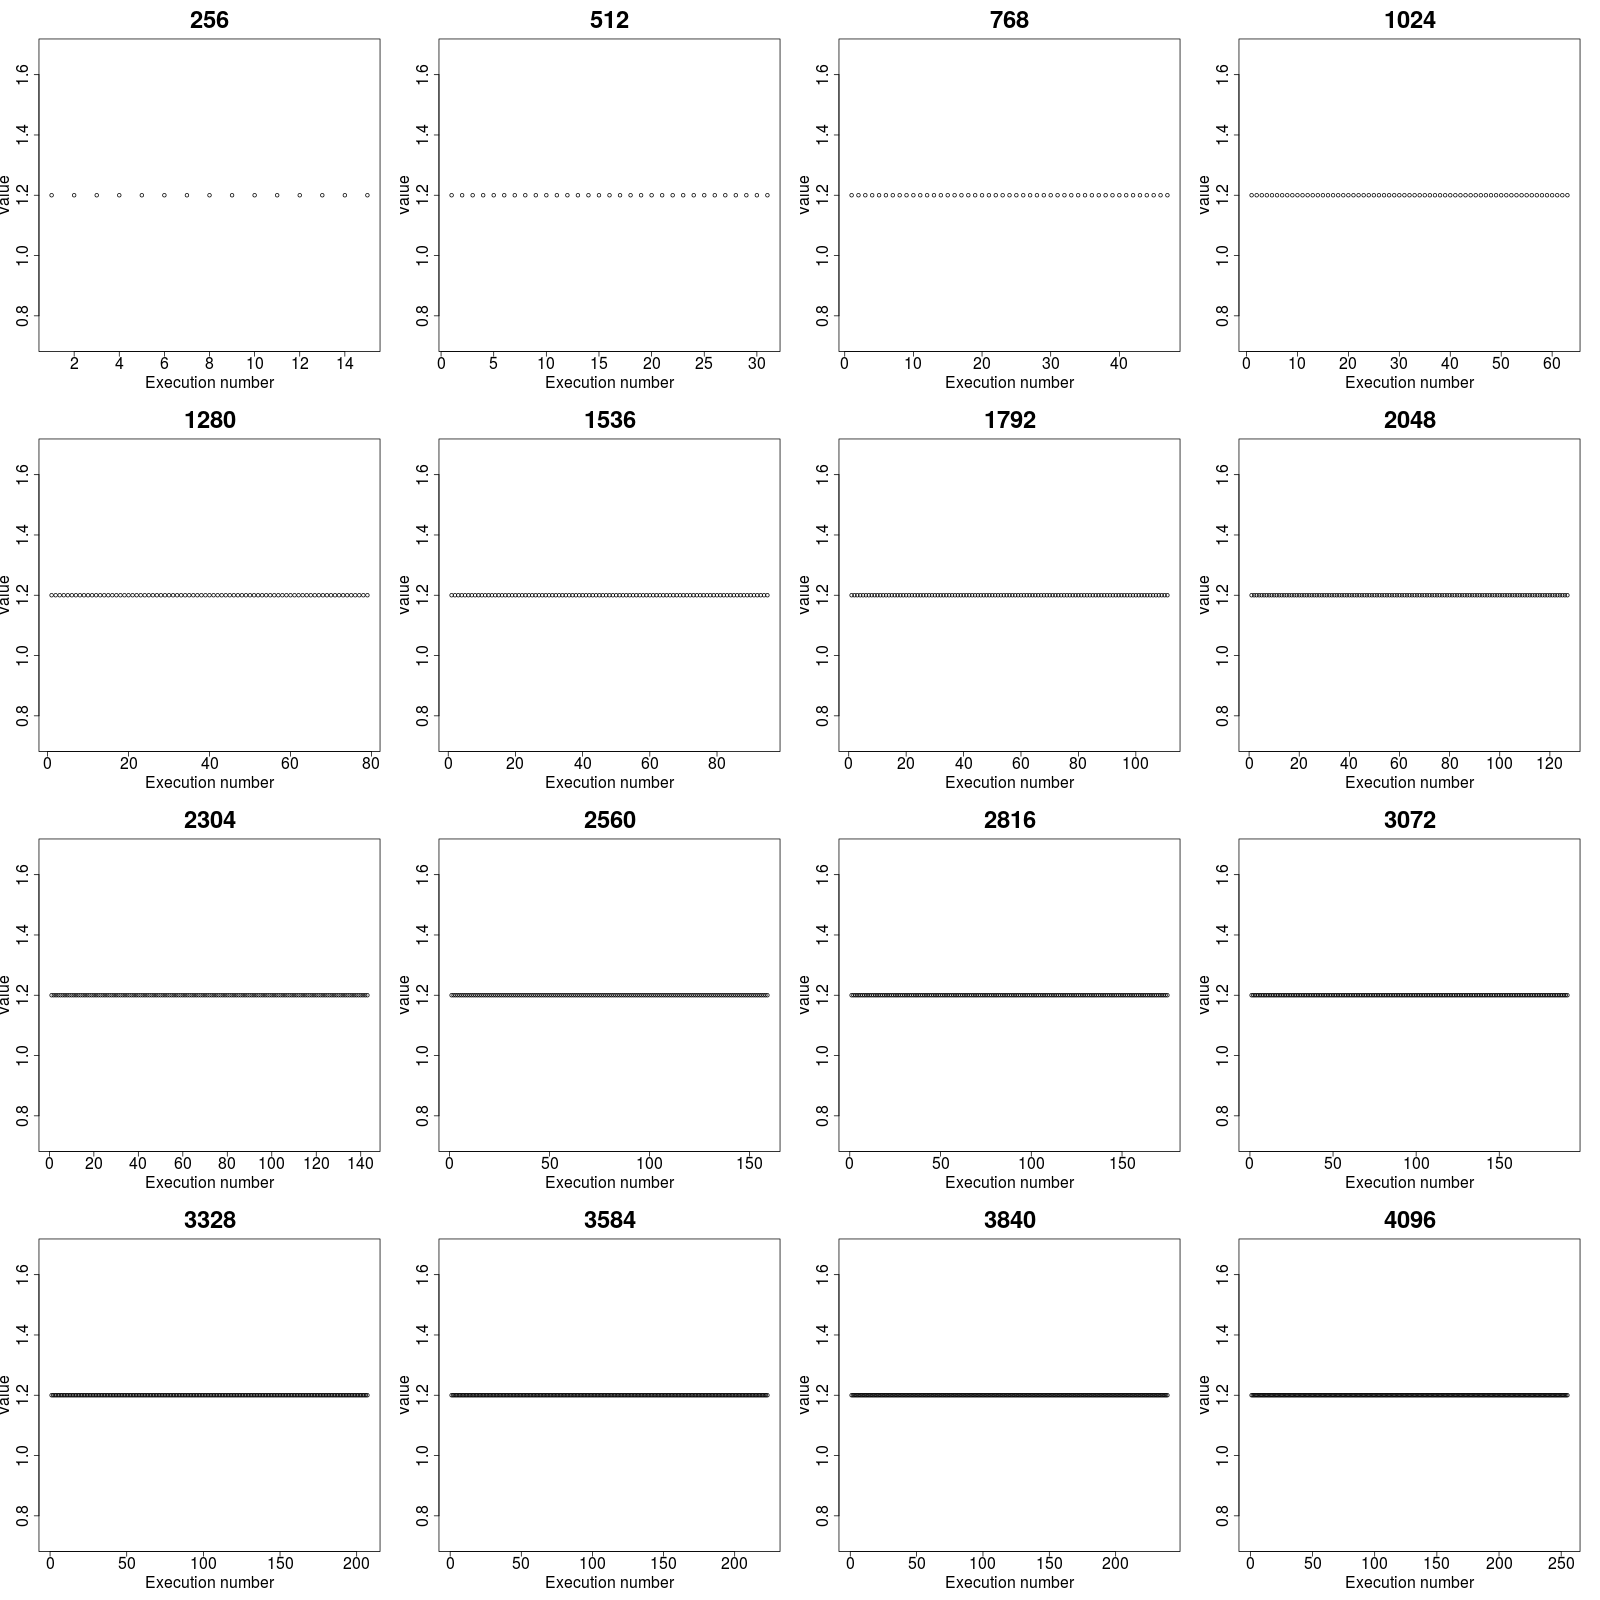 256 512 768 1024
value 0.8 1.0 1.2 1.4 1.6 value 0.8 1.0 1.2 1.4 1.6 value 0.8 1.0 1.2 1.4 1.6 value 0.8 1.0 1.2 1.4 1.6
2 4 6 8 10 12 14 0 5 10 15 20 25 30 0 10 20 30 40 0 10 20 30 40 50 60
Execution number Execution number Execution number Execution number
1280 1536 1792 2048
value 0.8 1.0 1.2 1.4 1.6 value 0.8 1.0 1.2 1.4 1.6 value 0.8 1.0 1.2 1.4 1.6 value 0.8 1.0 1.2 1.4 1.6
0 20 40 60 80 0 20 40 60 80 0 20 40 60 80 100 0 20 40 60 80 100 120
Execution number Execution number Execution number Execution number
2304 2560 2816 3072
value 0.8 1.0 1.2 1.4 1.6 value 0.8 1.0 1.2 1.4 1.6 value 0.8 1.0 1.2 1.4 1.6 value 0.8 1.0 1.2 1.4 1.6
0 20 40 60 80 100 120 140 0 50 100 150 0 50 100 150 0 50 100 150
Execution number Execution number Execution number Execution number
3328 3584 3840 4096
value 0.8 1.0 1.2 1.4 1.6 value 0.8 1.0 1.2 1.4 1.6 value 0.8 1.0 1.2 1.4 1.6 value 0.8 1.0 1.2 1.4 1.6
0 50 100 150 200 0 50 100 150 200 0 50 100 150 200 0 50 100 150 200 250
Execution number Execution number Execution number Execution number